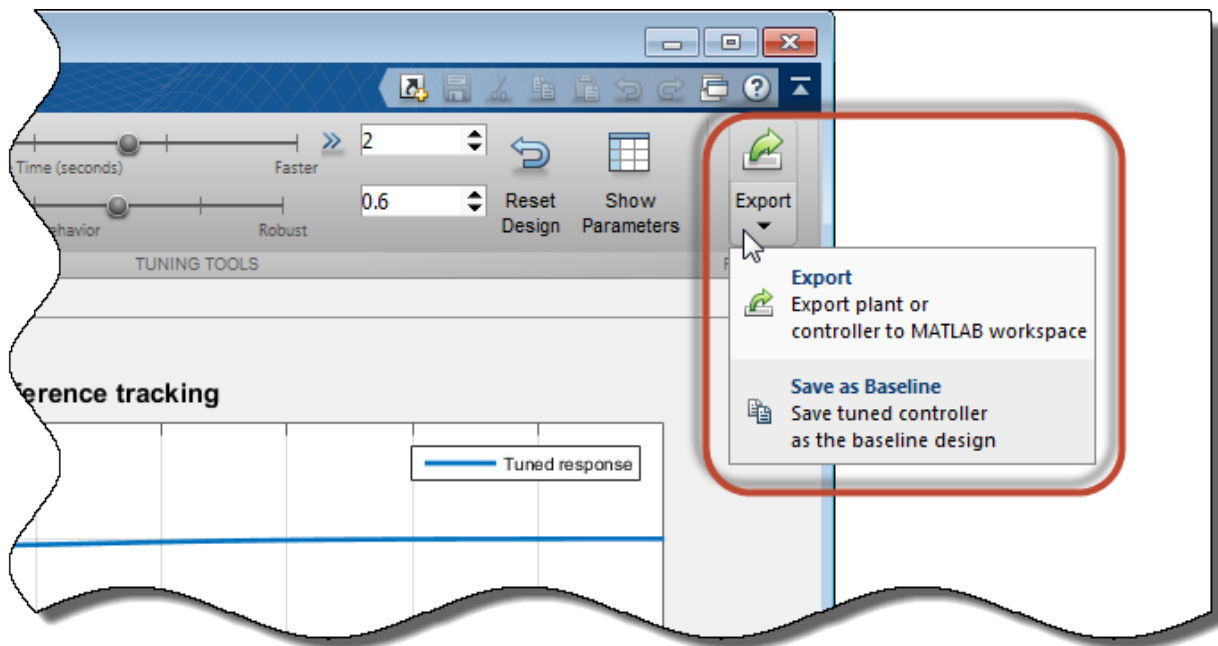 2
Time (seconds)
Faster
0.6
ehavior
Robust
Reset
Design
Show
Parameters
Export
TUNING TOOLS
Export
Export plant or
controller to MATLAB workspace
Save as Baseline
Save tuned controller
as the baseline design
ference tracking
Tuned response